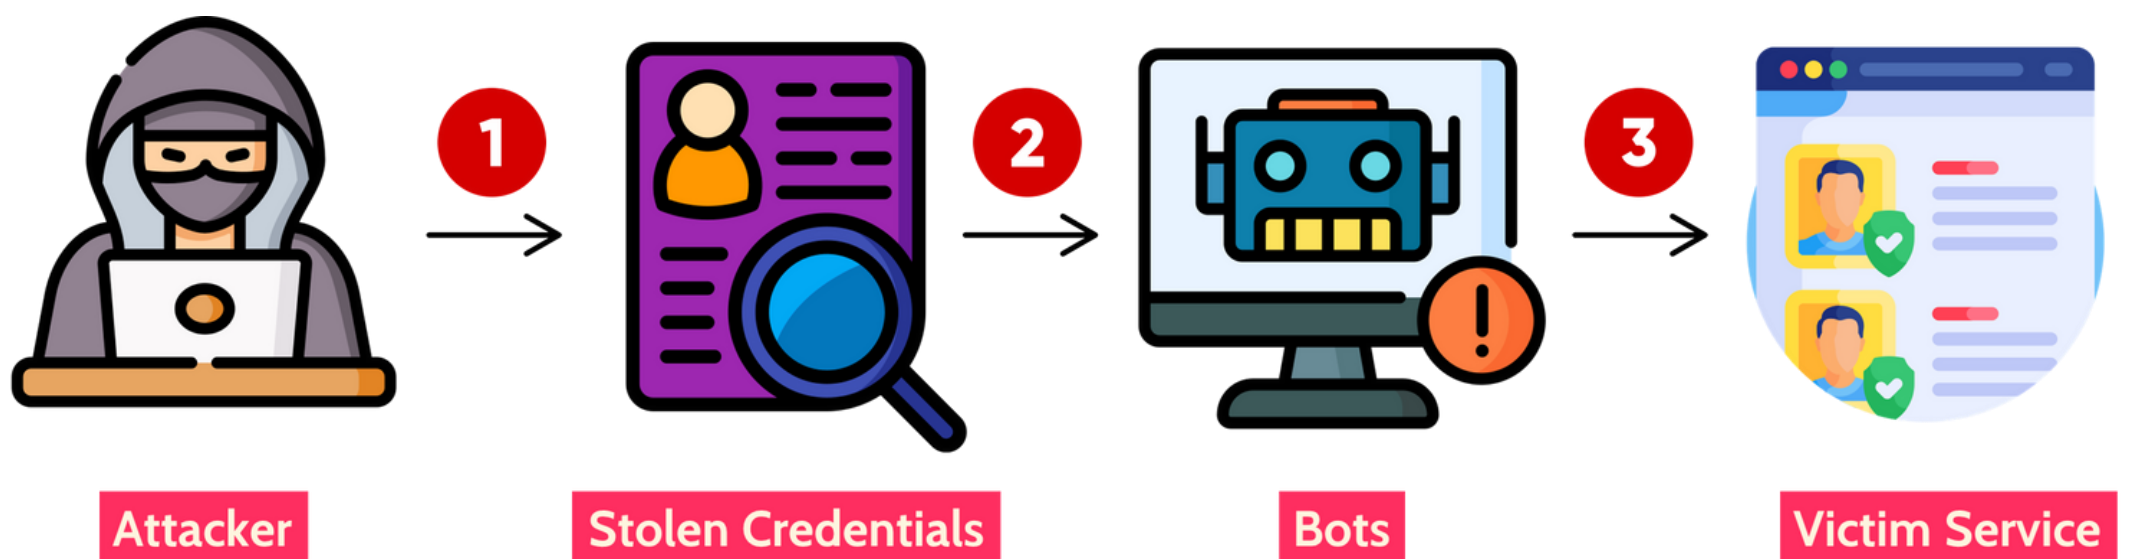 1
2
3
Attacker
Stolen Credentials
Bots
Victim Service